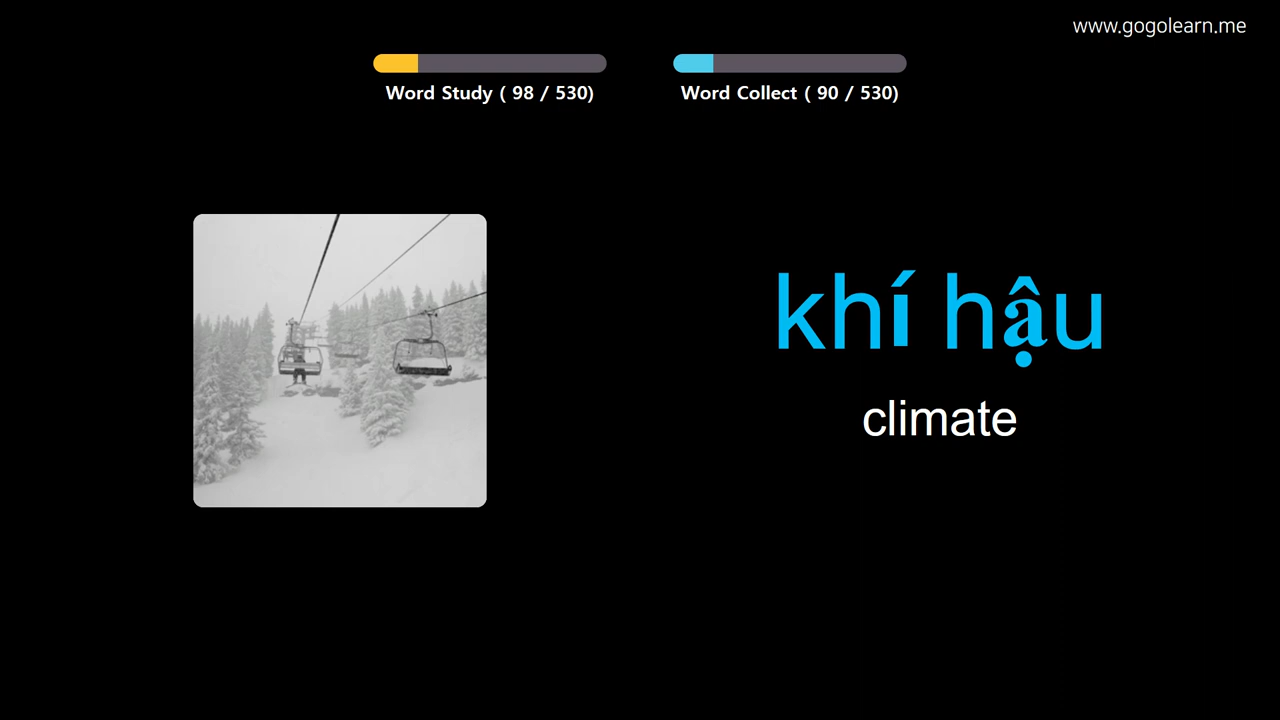 www.gogolearn.me
Word Study ( 98 / 530)
Word Collect ( 90 / 530)
khí hậu
climate